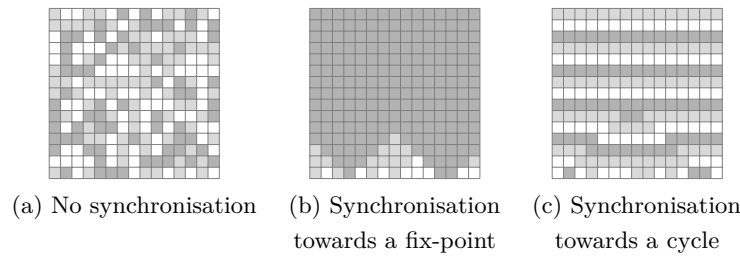 (a) No synchronisation
(b) Synchronisation
towards a fix-point
(c) Synchronisation
towards a cycle